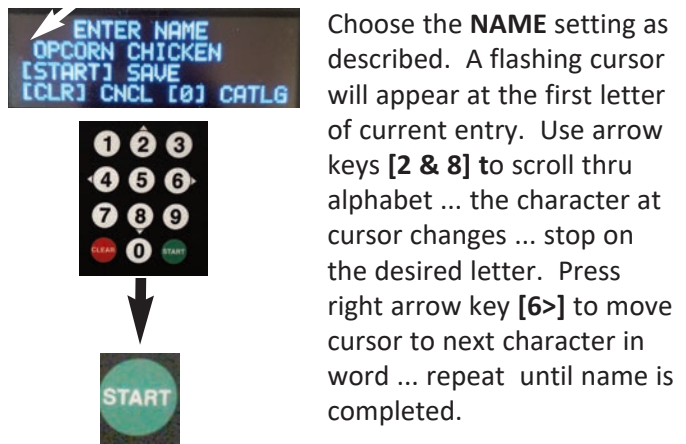 ENTER NAME
OPCORN CHICKEN
[START] SAVE
[CLR] CNCL [0] CATLG
1 2 3
4 5 6
7 8 9
CLEAR 0 START
START
Choose the NAME setting as
described. A flashing cursor
will appear at the first letter
of current entry. Use arrow
keys [2 & 8] to scroll thru
alphabet ... the character at
cursor changes ... stop on
the desired letter. Press
right arrow key [6>] to move
cursor to next character in
word ... repeat until name is
completed.